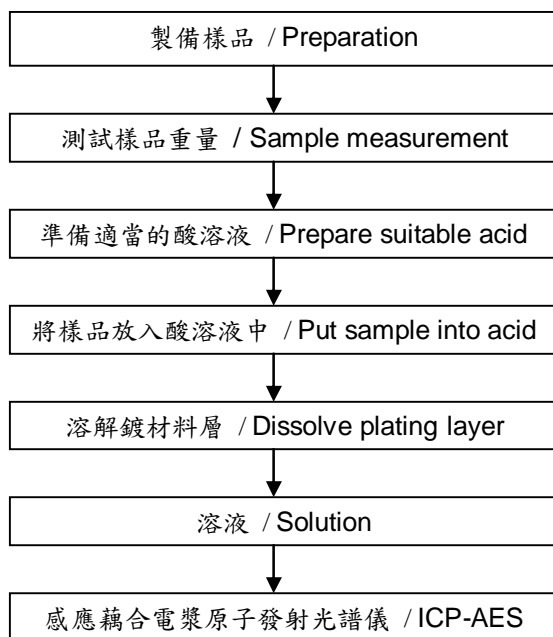 製備樣品 / Preparation
測試樣品重量 / Sample measurement
準備適當的酸溶液 / Prepare suitable acid
將樣品放入酸溶液中 / Put sample into acid
溶解鍍材料層 / Dissolve plating layer
溶液 / Solution
感應藕合電漿原子發射光譜儀 / ICP-AES